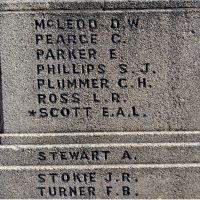 McLEOD D.W.
PEARCE C.
PARKER E.
PHILLIPS S.J.
PLUMMER C.H.
ROSS L.R.
*SCOTT E.A.L.
STEWART A.
STOKIE J.R.
TURNER F.B.